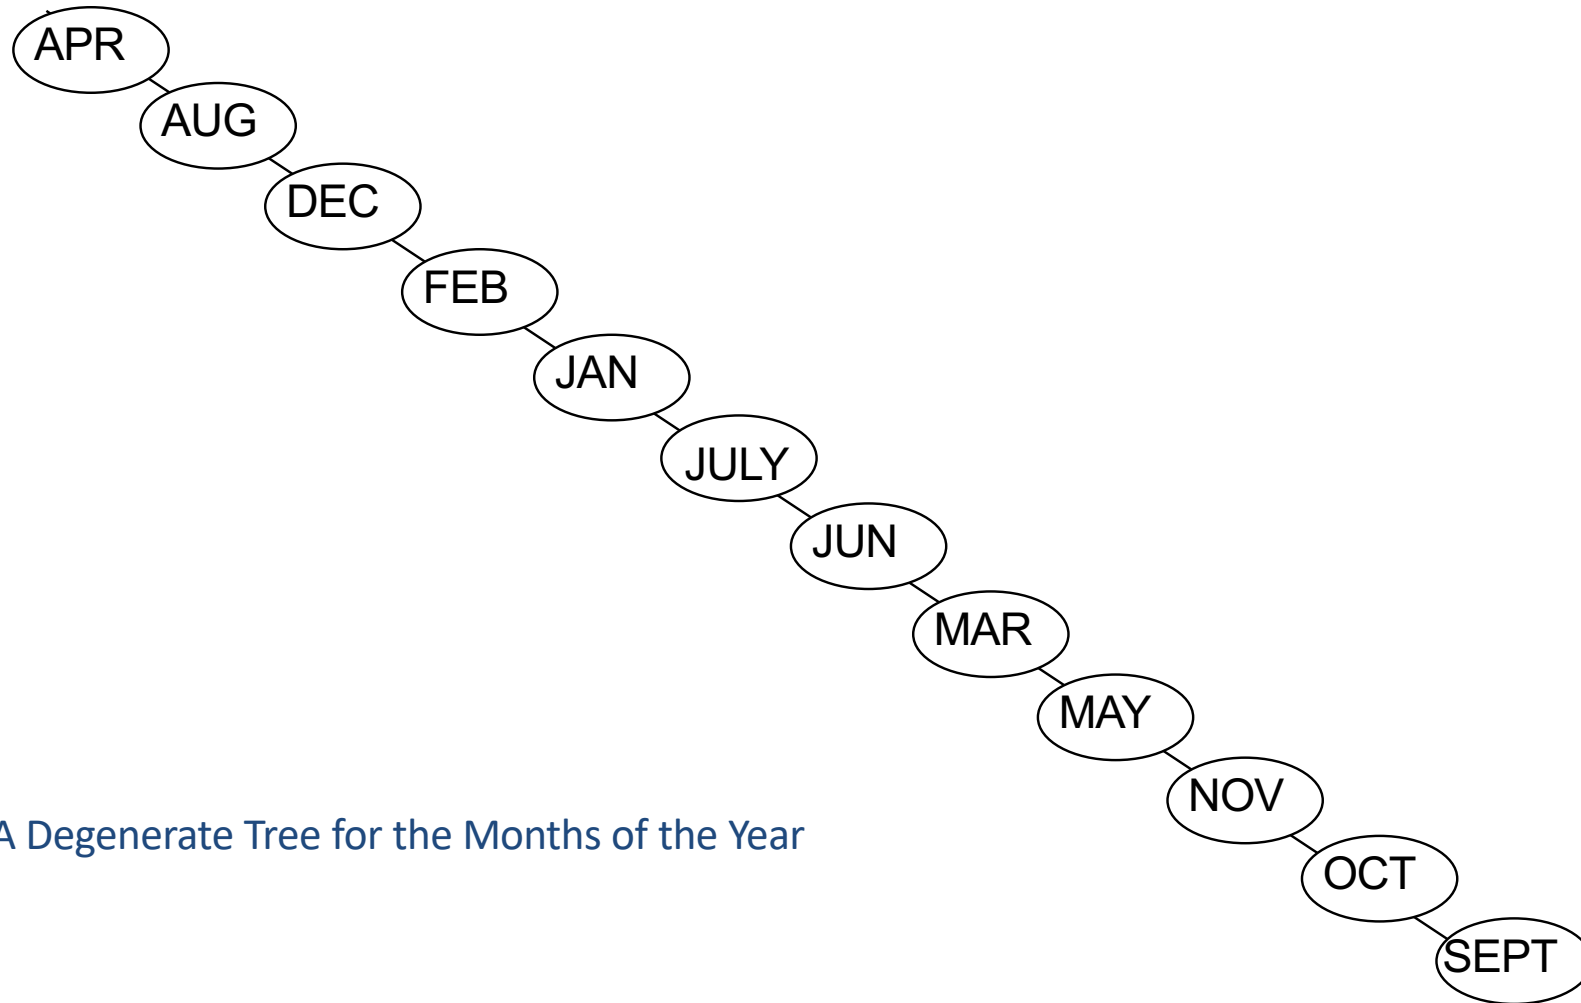 APR
AUG
DEC
FEB
JAN
JULY
JUN
MAR
MAY
NOV
A Degenerate Tree for the Months of the Year
OCT
SEPT